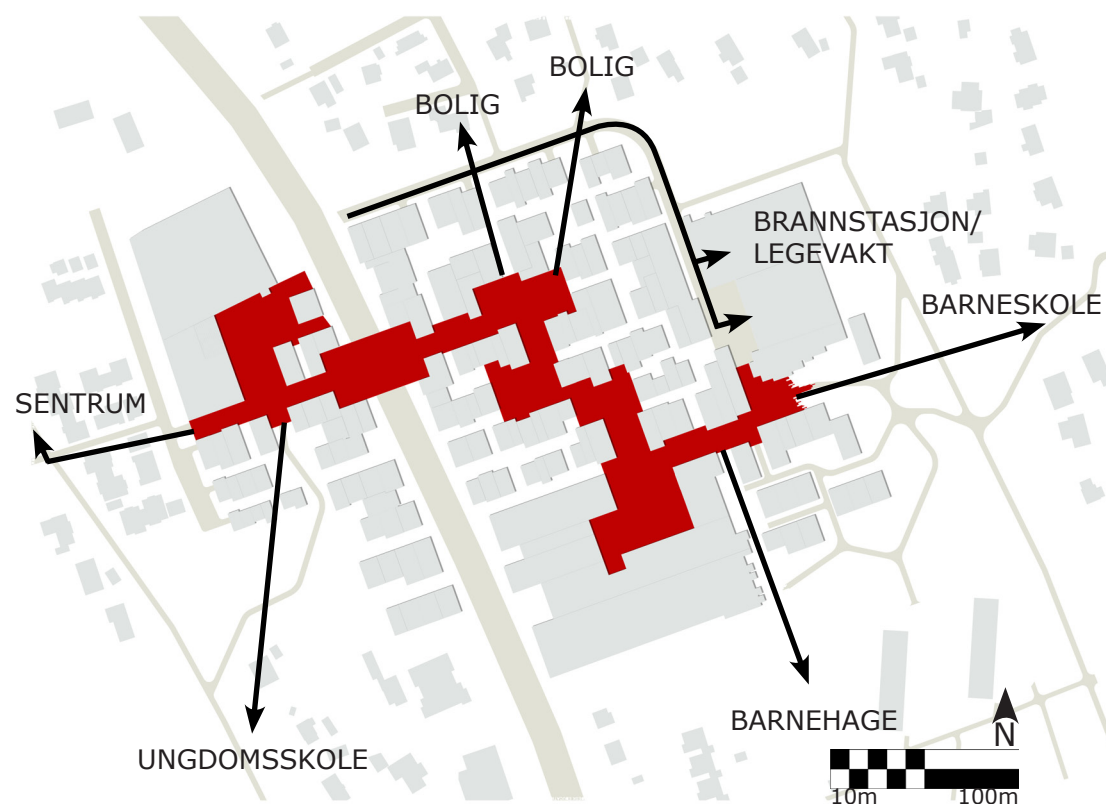 BOLIG
BOLIG
BRANNSTASJON/
LEGEVAKT
BARNESKOLE
SENTRUM
BARNEHAGE
UNGDOMSSKOLE
N
10m 100m